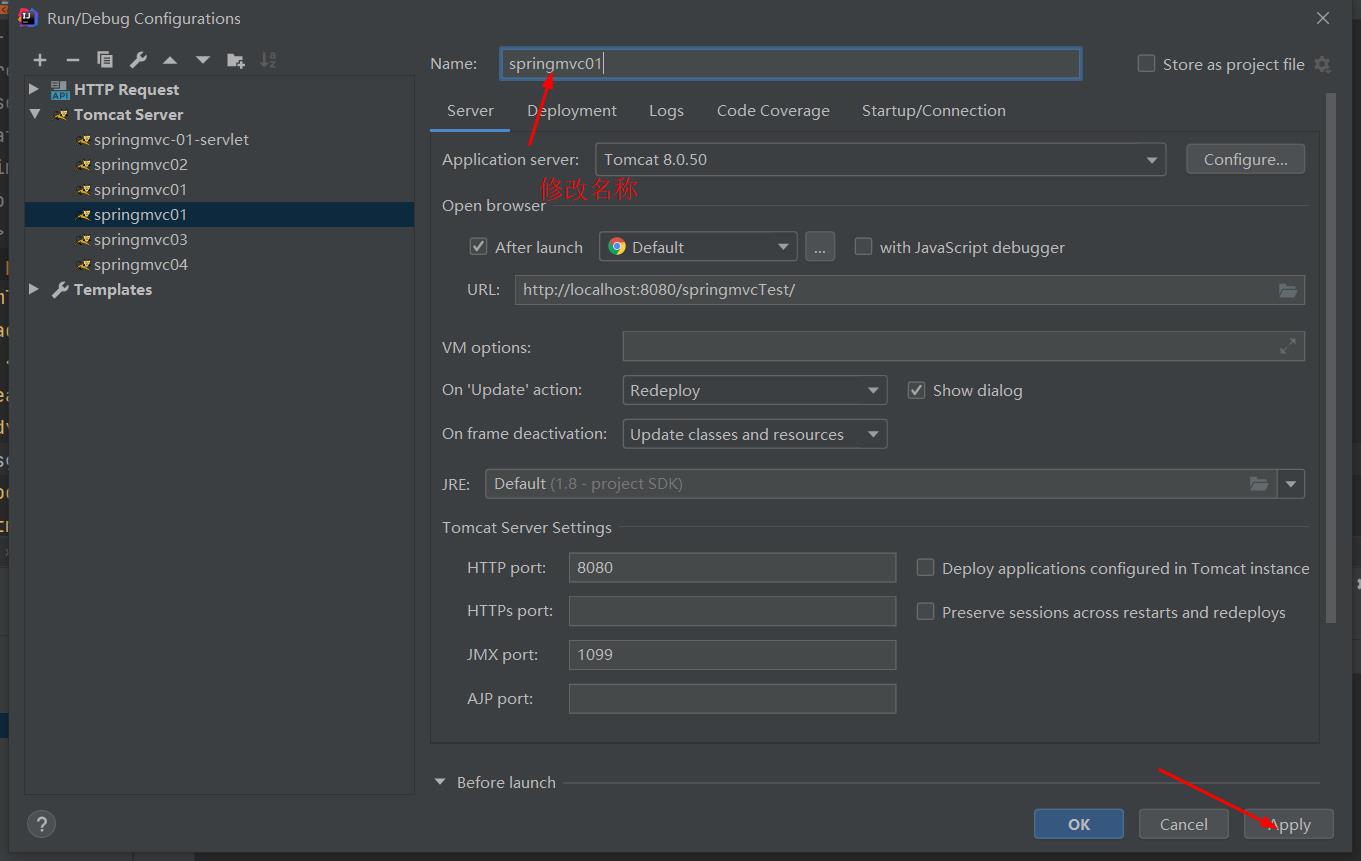 Run/Debug Configurations
HTTP Request
Tomcat Server
springmvc-01-servlet
springmvc02
springmvc01
springmvc01
springmvc03
springmvc04
Templates
Name: springmvc01 Store as project file
Server Deployment Logs Code Coverage Startup/Connection
Application server: Tomcat 8.0.50 Configure...
修改名称
Open browser
After launch Default ... with JavaScript debugger
URL: http://localhost:8080/springmvcTest/
VM options:
On 'Update' action: Redeploy Show dialog
On frame deactivation: Update classes and resources
JRE: Default (1.8 - project SDK)
Tomcat Server Settings
HTTP port: 8080 Deploy applications configured in Tomcat instance
HTTPs port: Preserve sessions across restarts and redeploys
JMX port: 1099
AJP port:
Before launch
? OK Cancel Apply